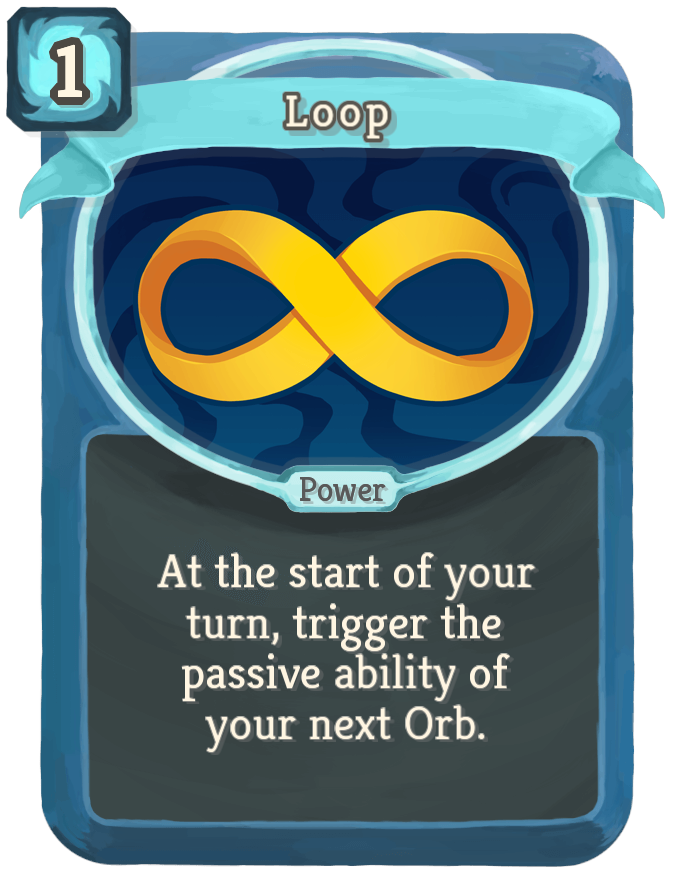 1
Loop
Power
At the start of your
turn, trigger the
passive ability of
your next Orb.